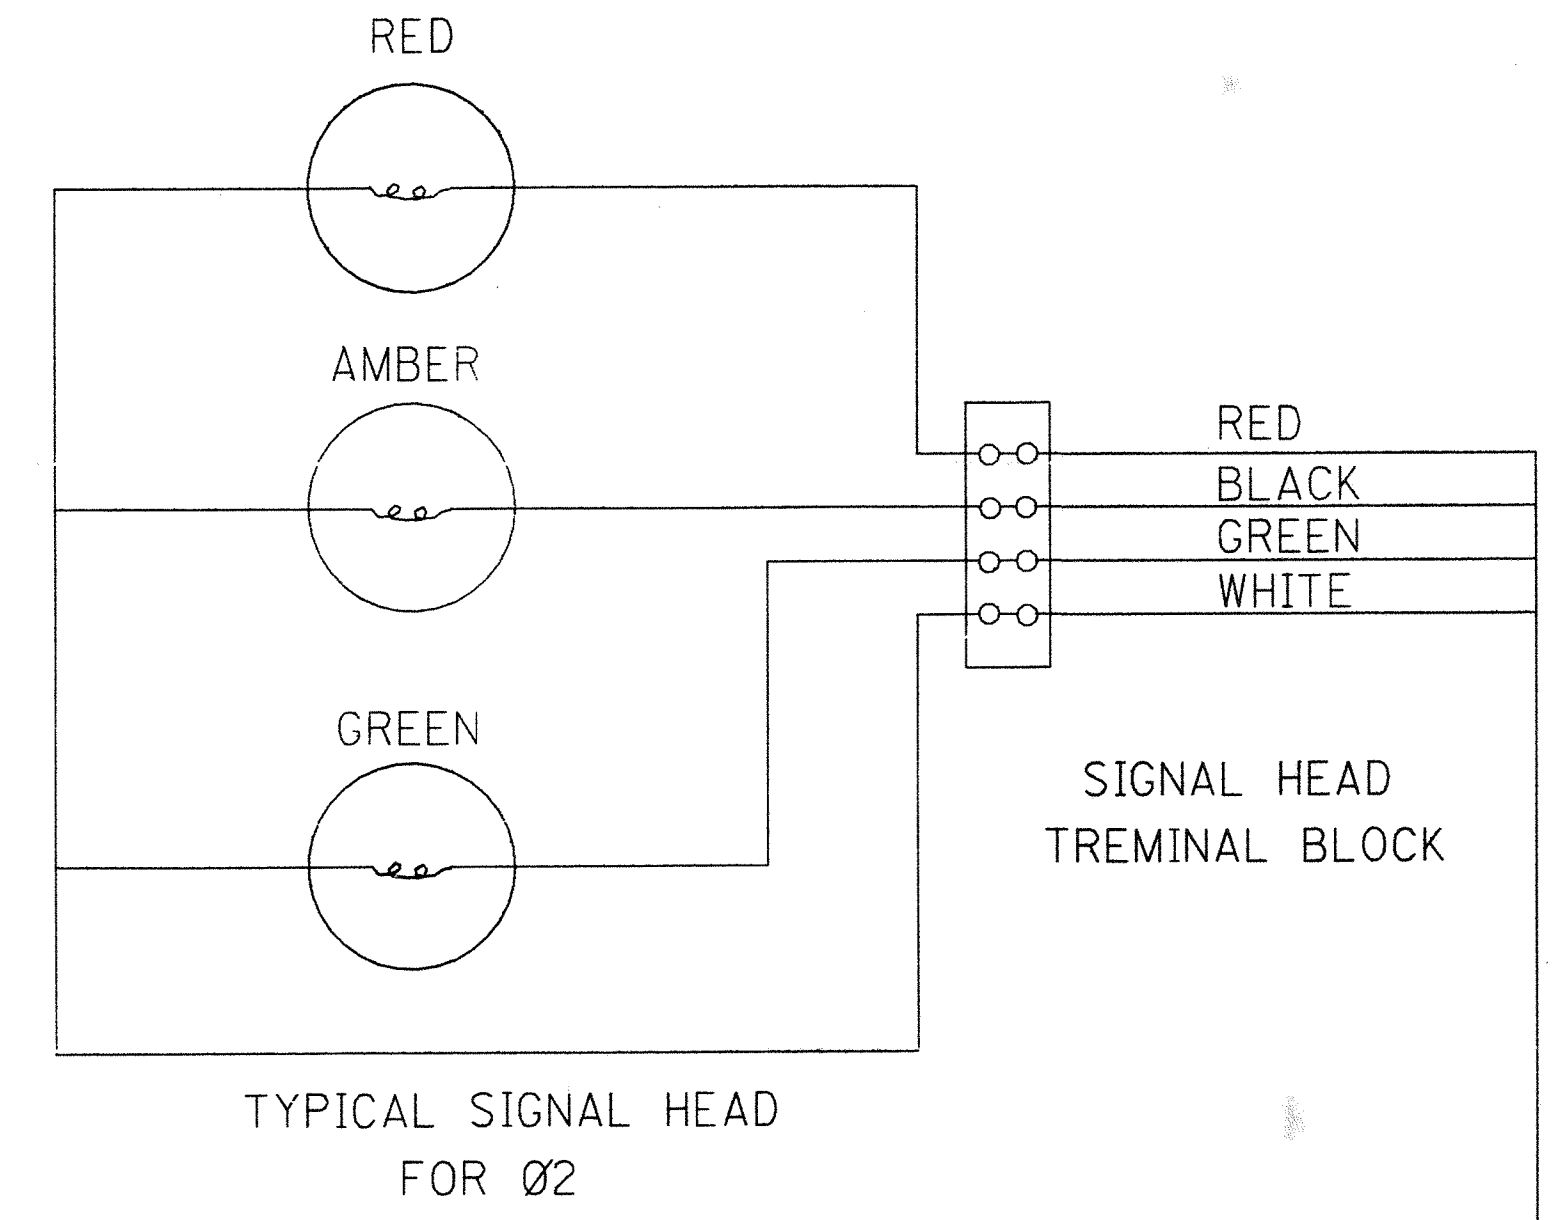 RED
AMBER
RED
BLACK
GREEN
WHITE
GREEN
SIGNAL HEAD
TREMINAL BLOCK
TYPICAL SIGNAL HEAD
FOR Ø2